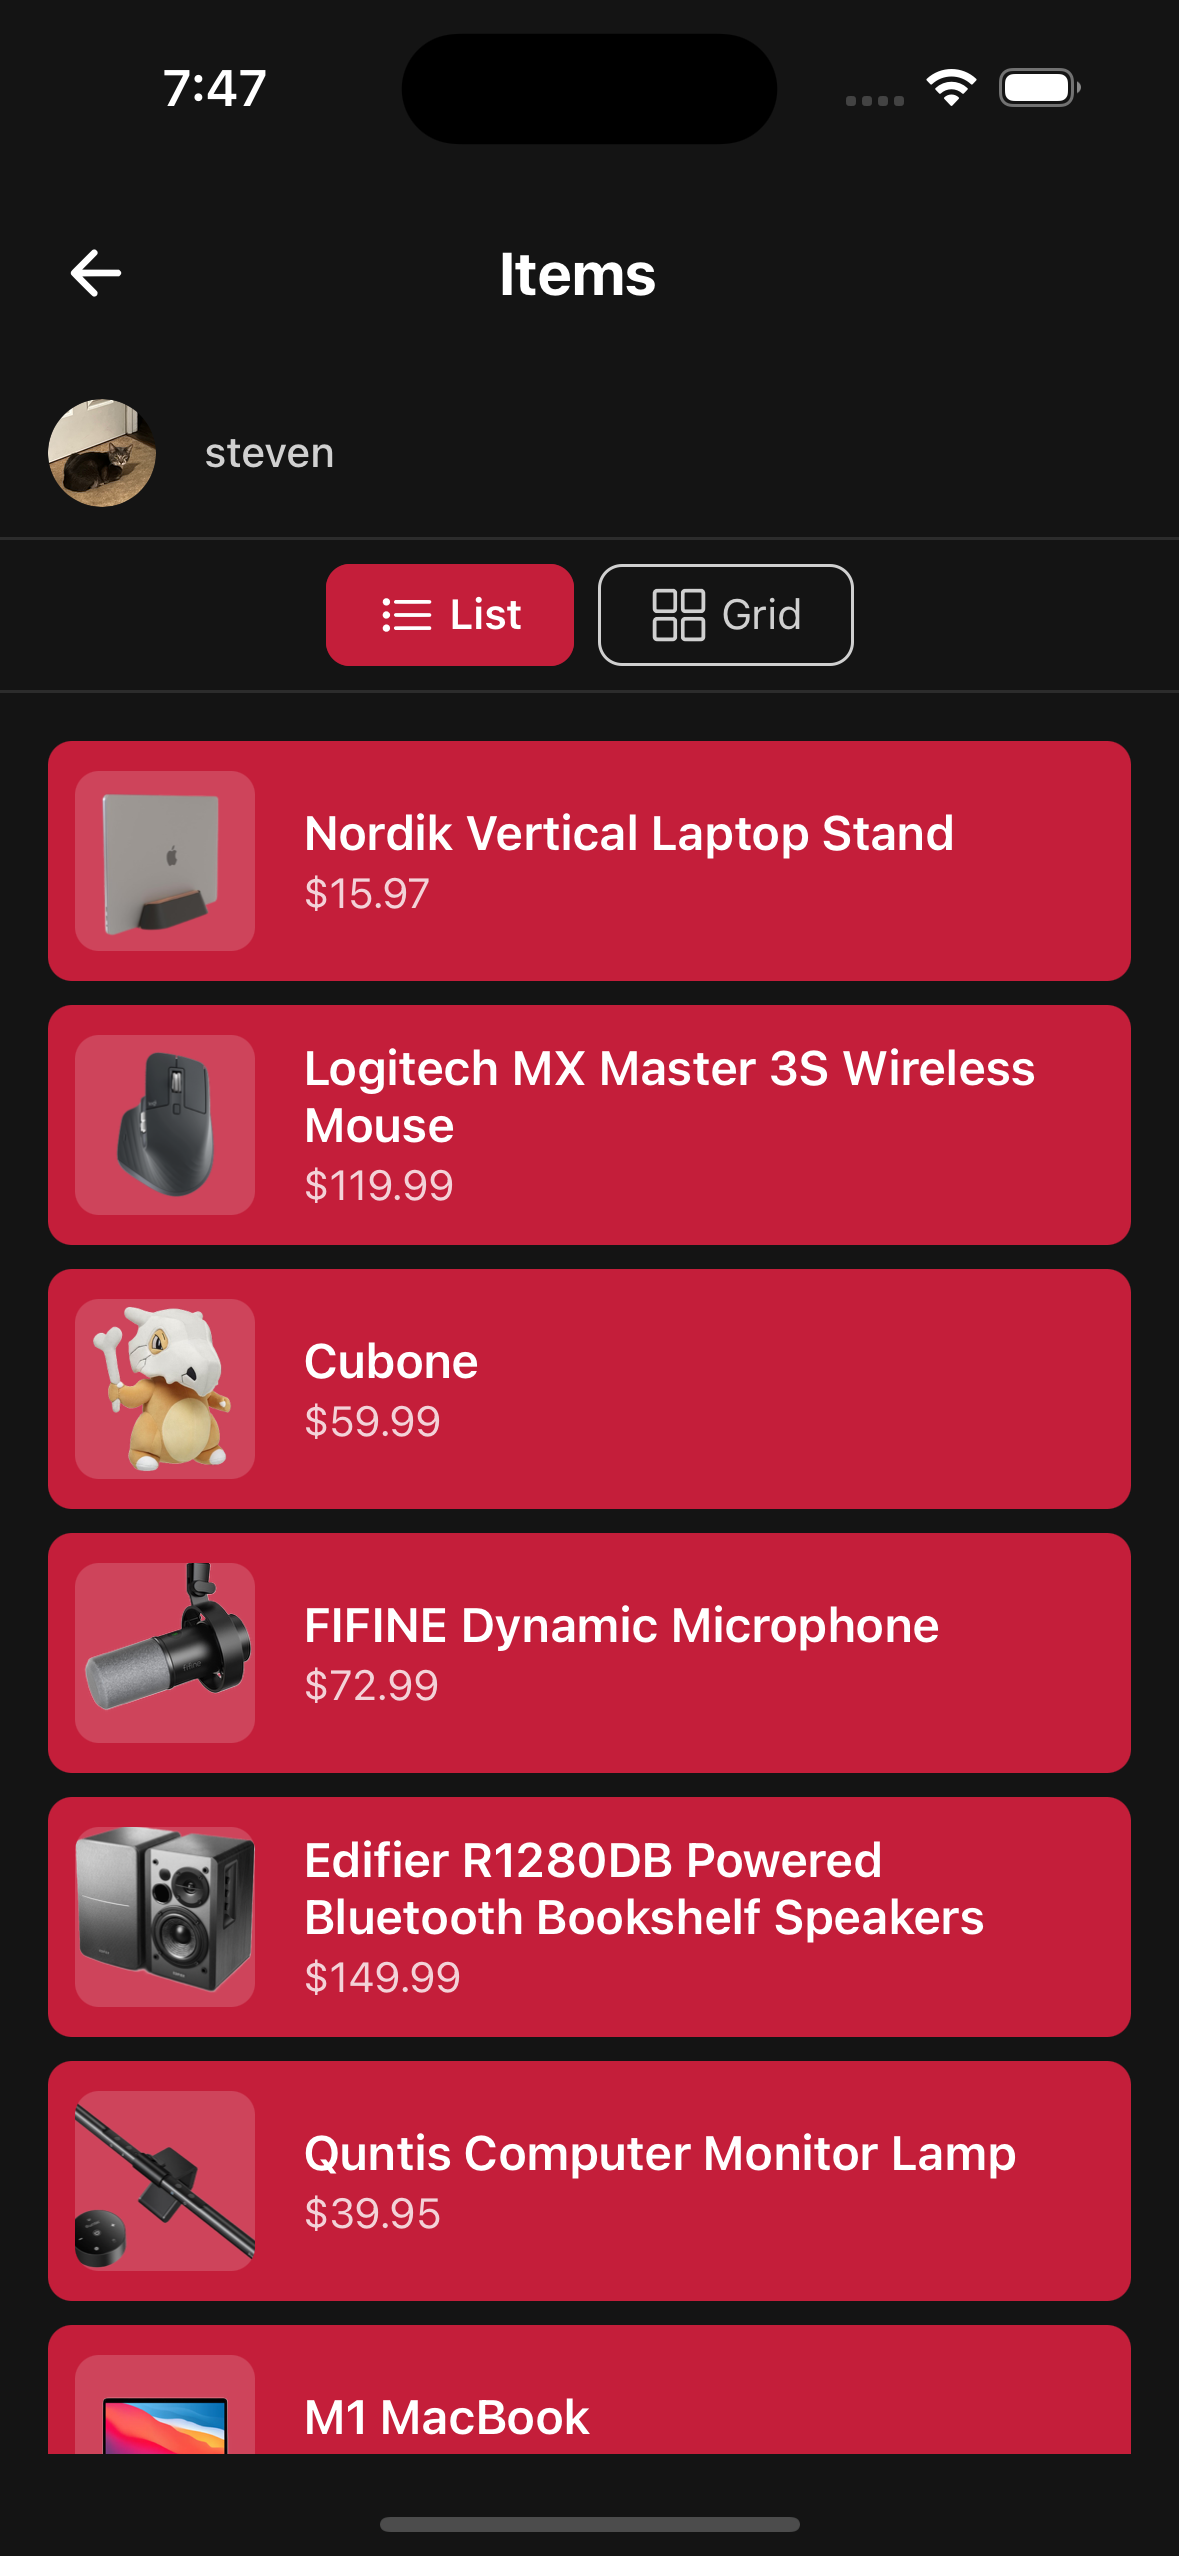 7:47
Items
steven
List
Grid
Nordik Vertical Laptop Stand
$15.97
Logitech MX Master 3S Wireless
Mouse
$119.99
Cubone
$59.99
FIFINE Dynamic Microphone
$72.99
Edifier R1280DB Powered
Bluetooth Bookshelf Speakers
$149.99
Quntis Computer Monitor Lamp
$39.95
M1 MacBook